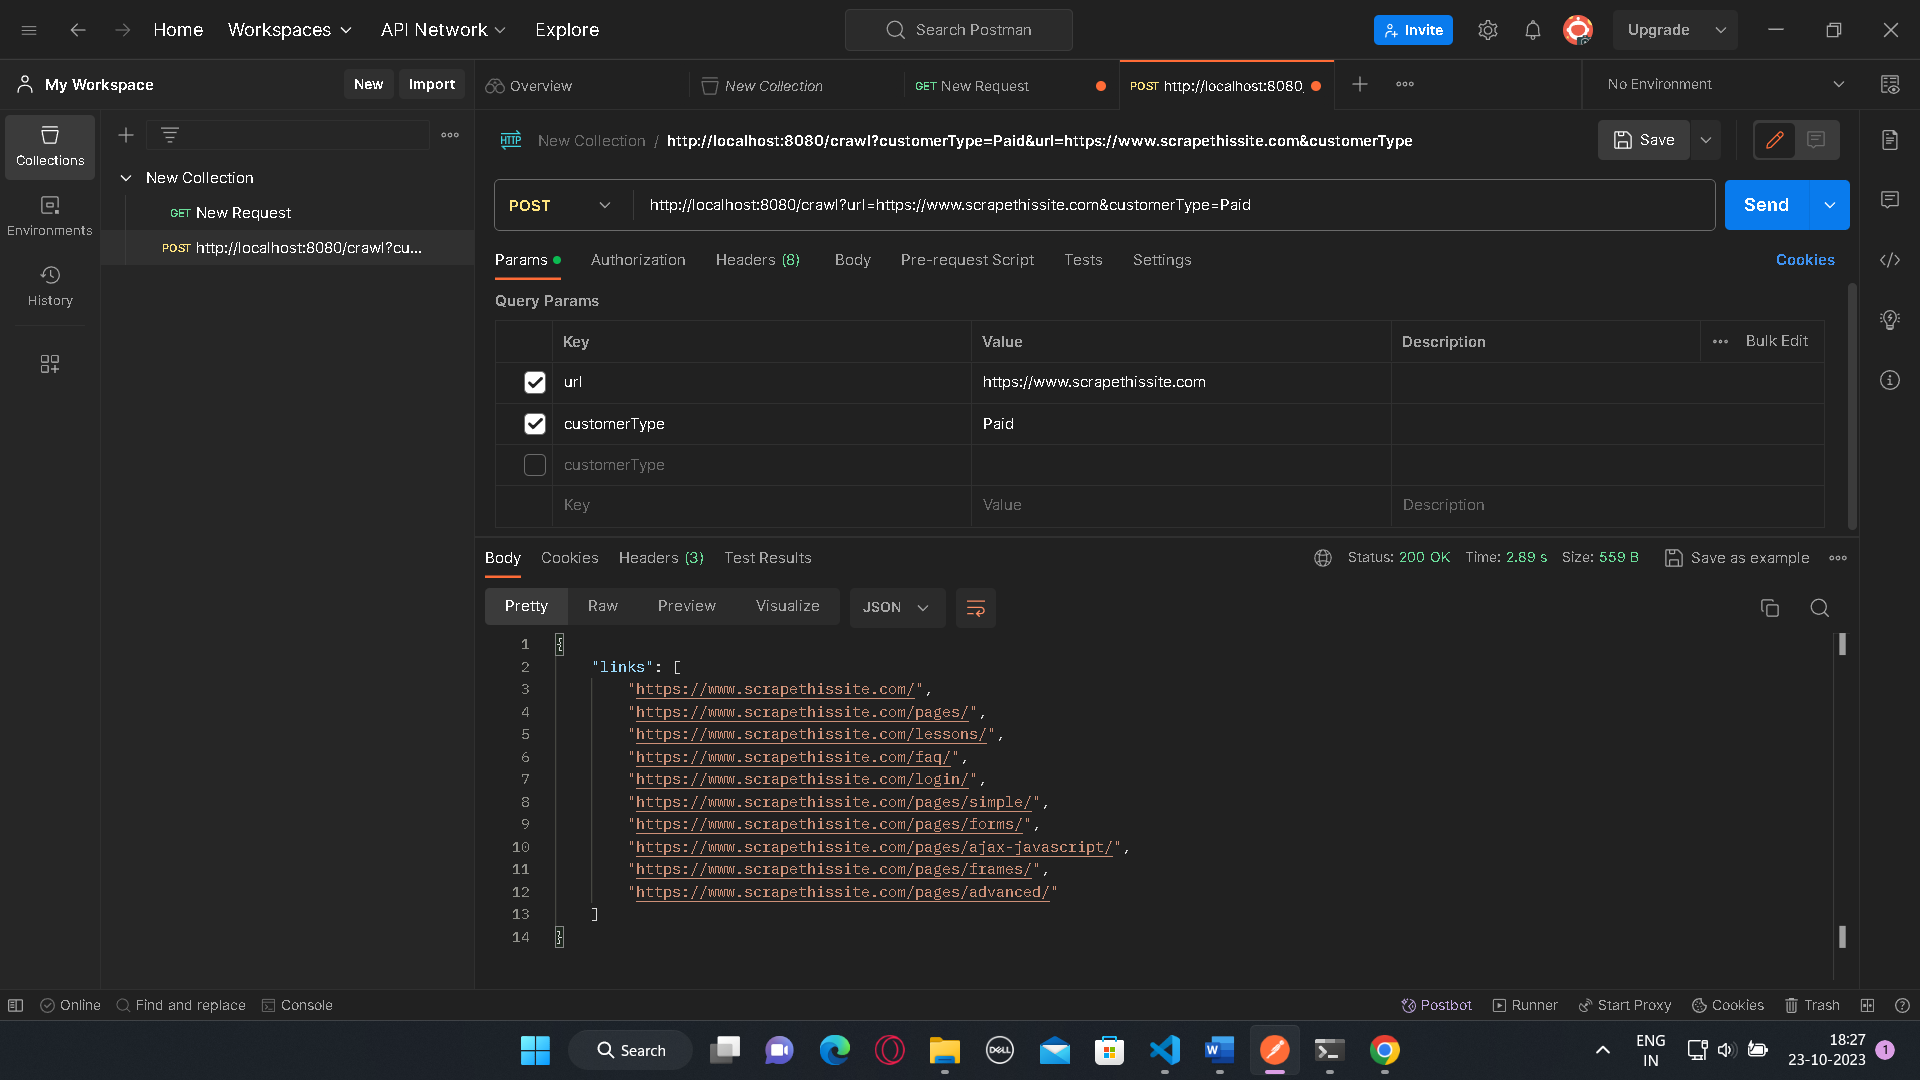 Home Workspaces API Network Explore Search Postman Invite Upgrade
My Workspace New Import Overview New Collection GET New Request POST http://localhost:8080, No Environment
Collections
Environments
History
New Collection
GET New Request
POST http://localhost:8080/crawl?cu...
HTTP New Collection / http://localhost:8080/crawl?customerType=Paid&url=https://www.scrapethissite.com&customerType Save
POST http://localhost:8080/crawl?url=https://www.scrapethissite.com&customerType=Paid Send
Params Authorization Headers (8) Body Pre-request Script Tests Settings Cookies
Query Params
Key Value Description Bulk Edit
url https://www.scrapethissite.com
customerType Paid
customerType
Key Value Description
Body Cookies Headers (3) Test Results Status: 200 OK Time: 2.89 s Size: 559 B Save as example
Pretty Raw Preview Visualize JSON
1 {
2 "links": [
3 "https://www.scrapethissite.com/",
4 "https://www.scrapethissite.com/pages/",
5 "https://www.scrapethissite.com/lessons/",
6 "https://www.scrapethissite.com/faq/",
7 "https://www.scrapethissite.com/login/",
8 "https://www.scrapethissite.com/pages/simple/",
9 "https://www.scrapethissite.com/pages/forms/",
10 "https://www.scrapethissite.com/pages/ajax-javascript/",
11 "https://www.scrapethissite.com/pages/frames/",
12 "https://www.scrapethissite.com/pages/advanced/"
13 ]
14 }
Online Find and replace Console Postbot Runner Start Proxy Cookies Trash
Search DELL ENG 18:27
IN 23-10-2023 1